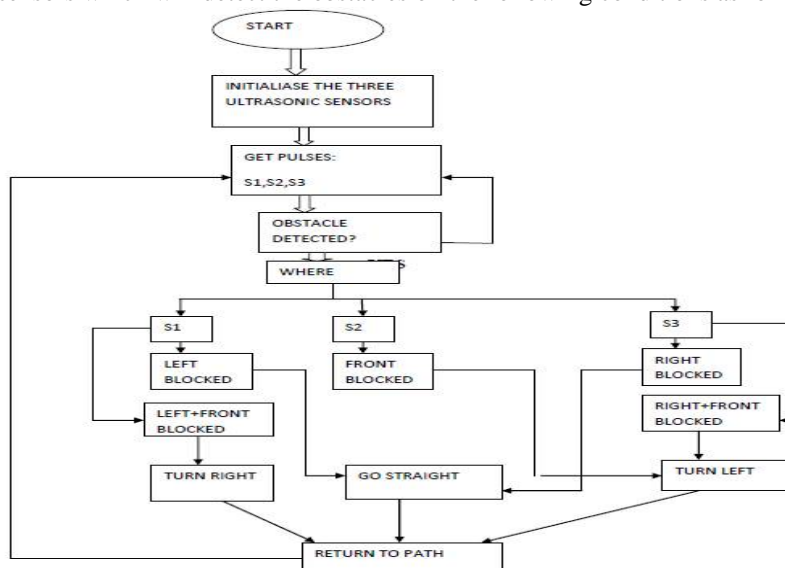 START
INITIALIASE THE THREE
ULTRASONIC SENSORS
GET PULSES:
S1,S2,S3
OBSTACLE
DETECTED?
WHERE
S1
S2
S3
LEFT
BLOCKED
FRONT
BLOCKED
RIGHT
BLOCKED
LEFT+FRONT
BLOCKED
RIGHT+FRONT
BLOCKED
TURN RIGHT
GO STRAIGHT
TURN LEFT
RETURN TO PATH